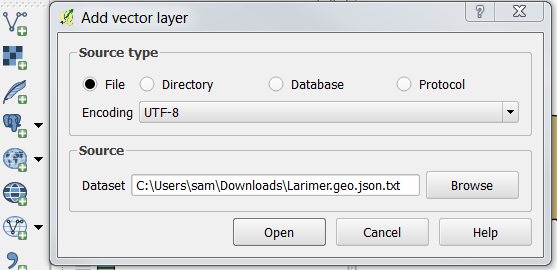 Add vector layer
Source type
File Directory Database Protocol
Encoding UTF-8
Source
Dataset C:\Users\sam\Downloads\Larimer.geo.json.txt Browse
Open Cancel Help